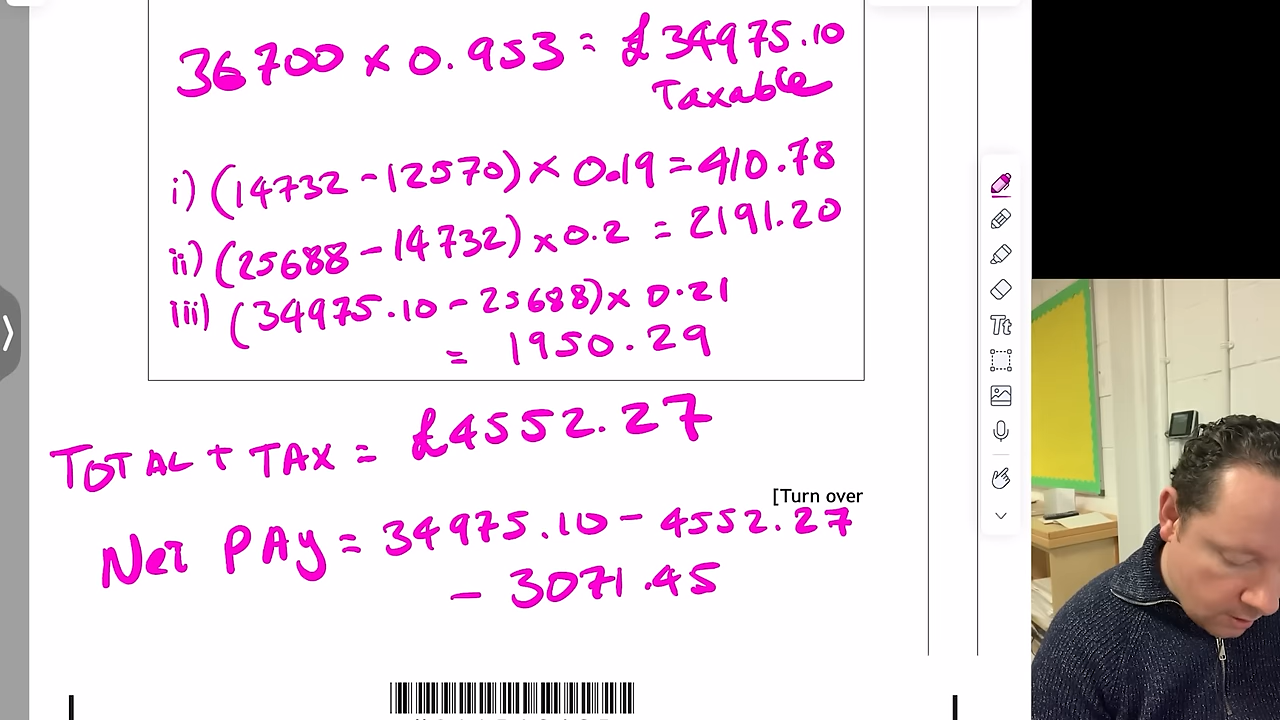 36700 × 0.953 = £34975.10
Taxable
i) (14732 - 12570) × 0.19 = 410.78
ii) (25688 - 14732) × 0.2 = 2191.20
iii) (34975.10 - 25688) × 0.21
= 1950.29
TOTAL + TAX = £4552.27
[Turn over
Net PAy = 34975.10 - 4552.27
- 3071.45
Tt